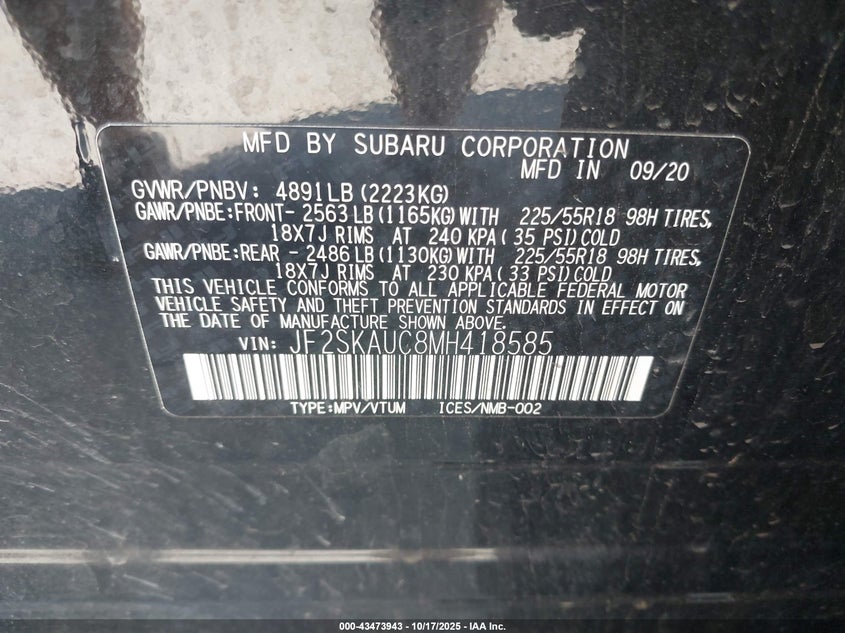 MFD BY SUBARU CORPORATION
MFD IN 09/20
GVWR/PNBV: 4891LB (2223KG)
GAWR/PNBE:FRONT- 2563 LB (1165KG) WITH 225/55R18 98H TIRES,
18X7J RIMS AT 240 KPA ( 35 PSI) COLD
GAWR/PNBE:REAR - 2486 LB (1130KG) WITH 225/55R18 98H TIRES,
18X7J RIMS AT 230 KPA ( 33 PSI) COLD
THIS VEHICLE CONFORMS TO ALL APPLICABLE FEDERAL MOTOR
VEHICLE SAFETY AND THEFT PREVENTION STANDARDS IN EFFECT ON
THE DATE OF MANUFACTURE SHOWN ABOVE.
VIN: JF2SKAUC8MH418585
TYPE:MPV/VTUM ICES/NMB-002
000-43473943 - 10/17/2025 - IAA Inc.